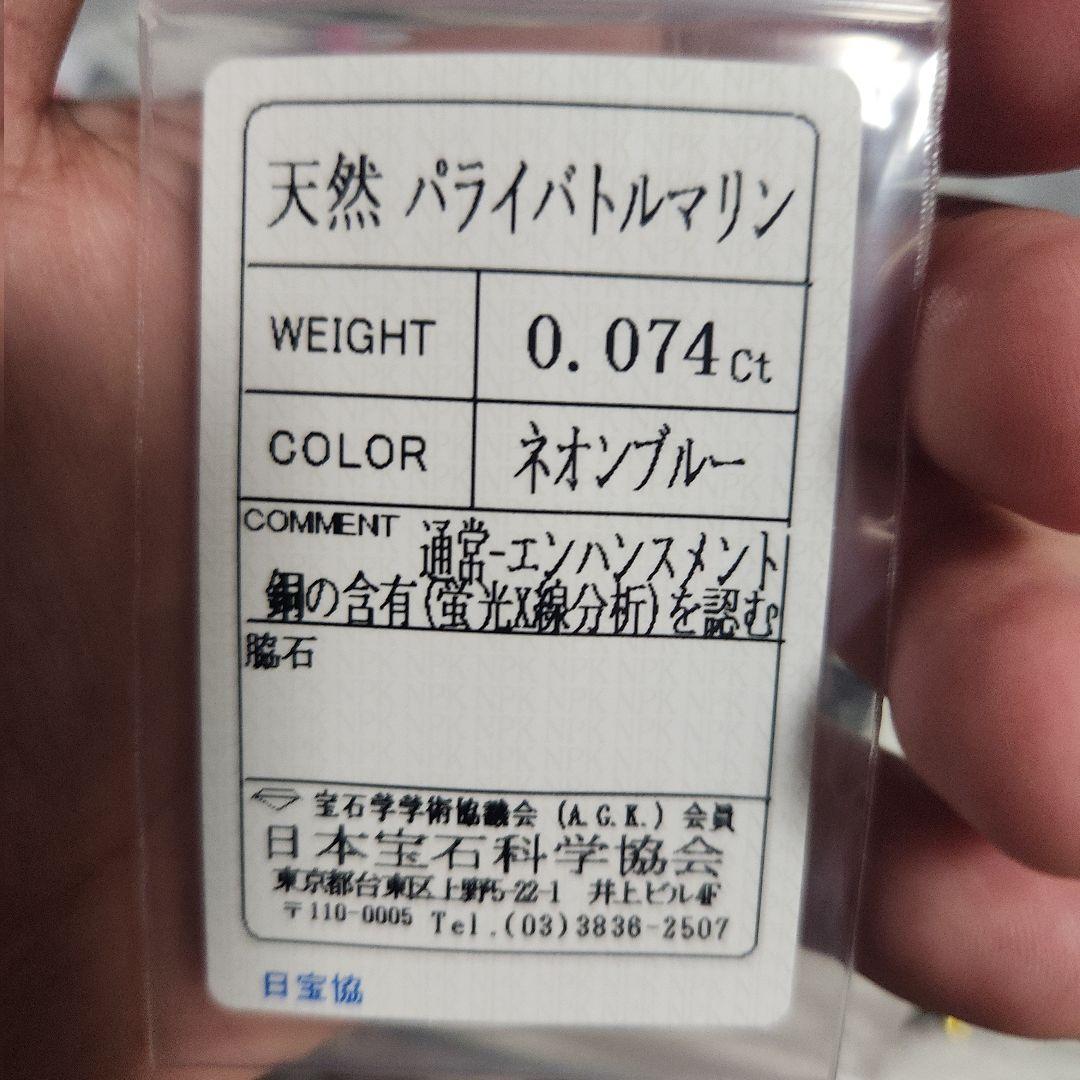 天然 パライバトルマリン
WEIGHT 0.074Ct
COLOR ネオンブルー
COMMENT 通常-エンハンスメント
銅の含有(蛍光X線分析)を認む
脇石
宝石学学術協議会 (A.G.K.) 会員
日本宝石科学協会
東京都台東区上野5-22-1 井上ビル4F
〒110-0005 Tel.(03)3836-2507
日宝協